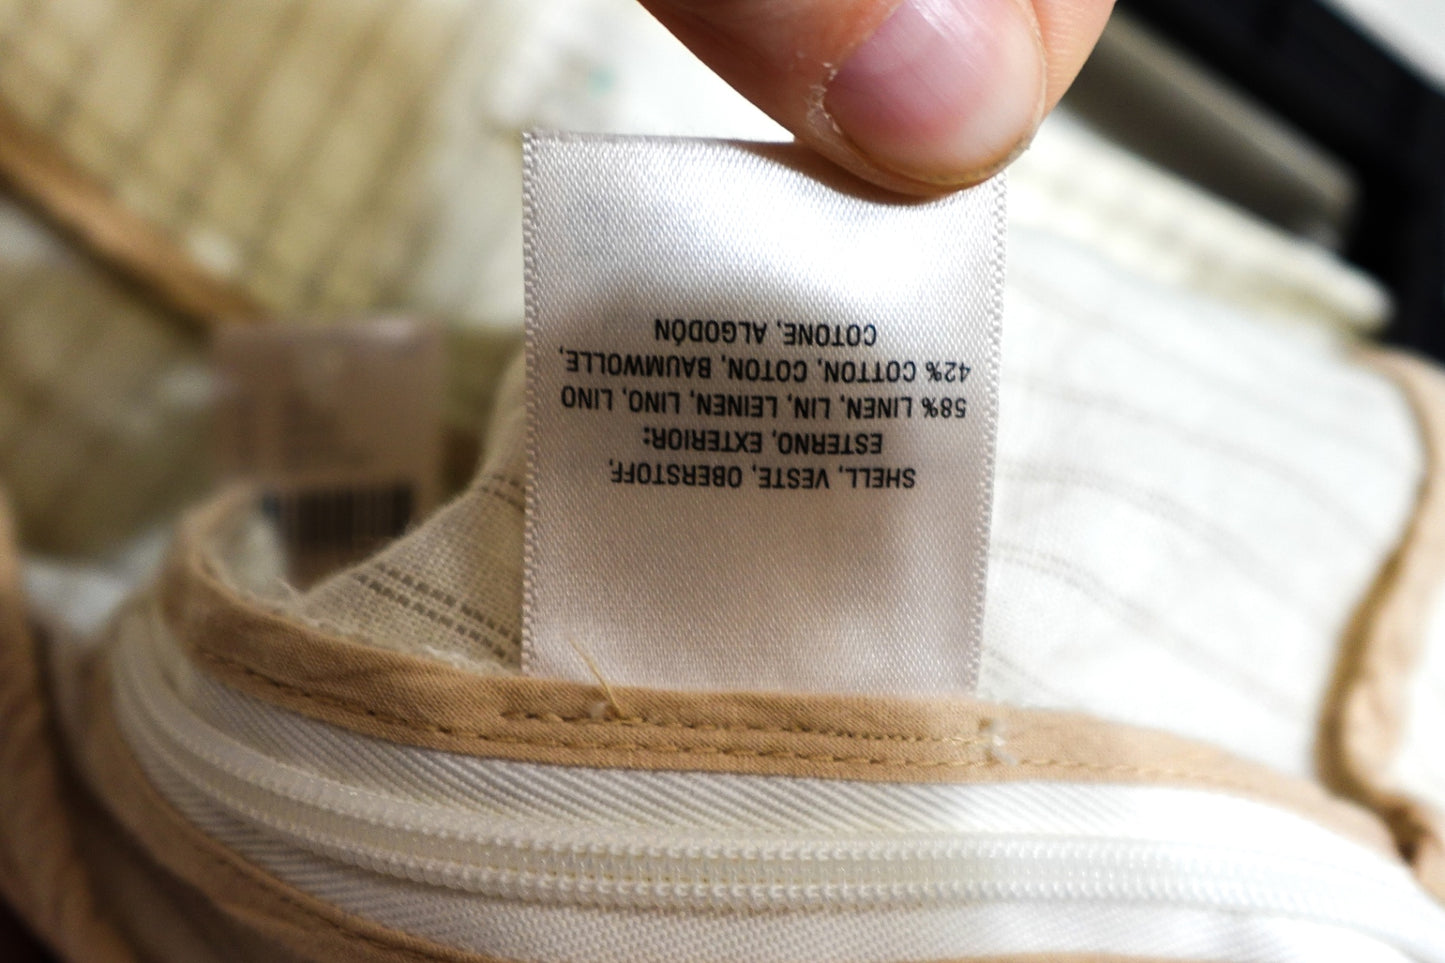 SHELL, VESTE, OBERSTOFF,
ESTERNO, EXTERIOR:
58% LINEN, LIN, LEINEN, LINO, LINO
42% COTTON, COTON, BAUMWOLLE,
COTONE, ALGODÓN